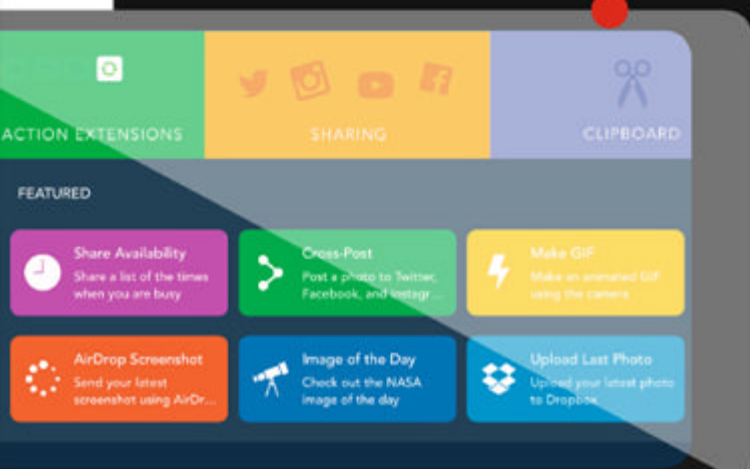 ACTION EXTENSIONS
SHARING
CLIPBOARD
FEATURED
Share Availability
Share a list of the times
when you are busy
Cross-Post
Post a photo to Twitter,
Facebook, and Instagr...
Make GIF
Make an animated GIF
using the camera
AirDrop Screenshot
Send your latest
screenshot using AirDr...
Image of the Day
Check out the NASA
image of the day
Upload Last Photo
Upload your latest photo
to Dropbox